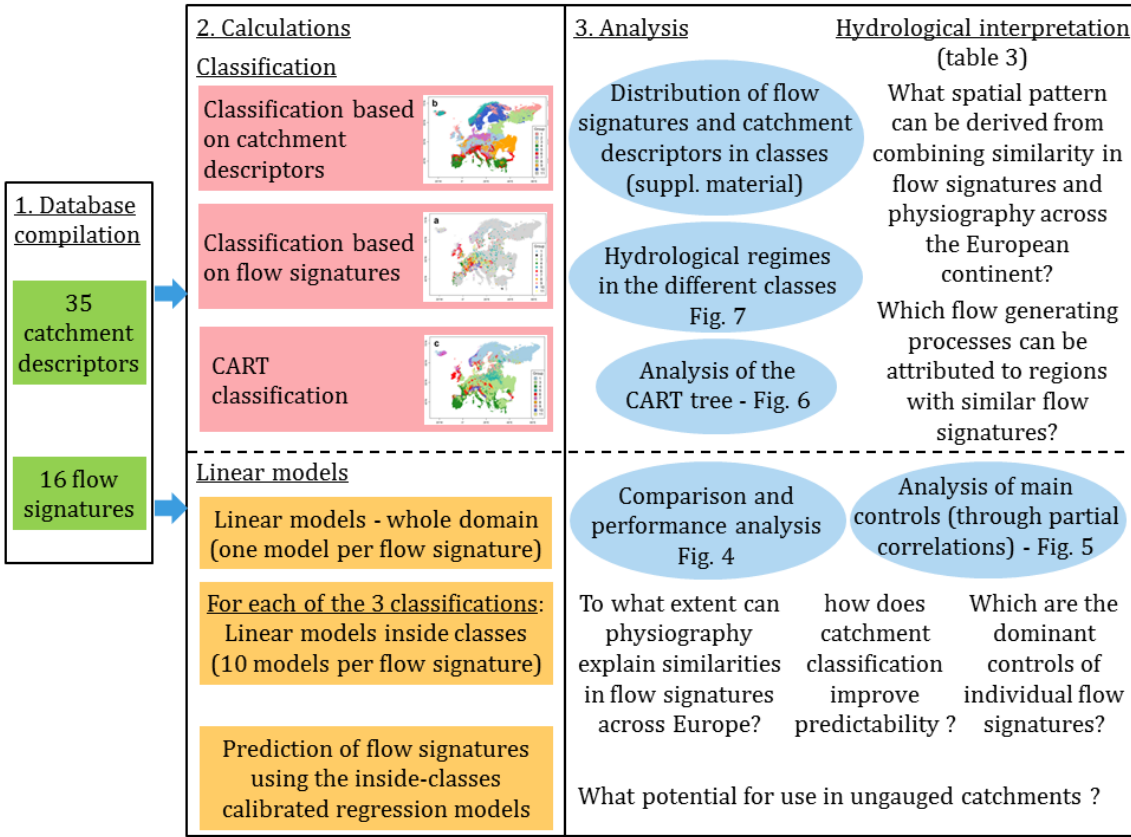 1. Database
compilation
35
catchment
descriptors
16 flow
signatures
2. Calculations
Classification
Classification based
on catchment
descriptors
b
Classification based
on flow signatures
a
CART
classification
c
Linear models
Linear models - whole domain
(one model per flow signature)
For each of the 3 classifications:
Linear models inside classes
(10 models per flow signature)
Prediction of flow signatures
using the inside-classes
calibrated regression models
3. Analysis
Distribution of flow
signatures and catchment
descriptors in classes
(suppl. material)
Hydrological regimes
in the different classes
Fig. 7
Analysis of the
CART tree - Fig. 6
Hydrological interpretation
(table 3)
What spatial pattern
can be derived from
combining similarity in
flow signatures and
physiography across
the European
continent?
Which flow generating
processes can be
attributed to regions
with similar flow
signatures?
Comparison and
performance analysis
Fig. 4
Analysis of main
controls (through partial
correlations) - Fig. 5
To what extent can
physiography
explain similarities
in flow signatures
across Europe?
how does
catchment
classification
improve
predictability ?
Which are the
dominant
controls of
individual flow
signatures?
What potential for use in ungauged catchments ?